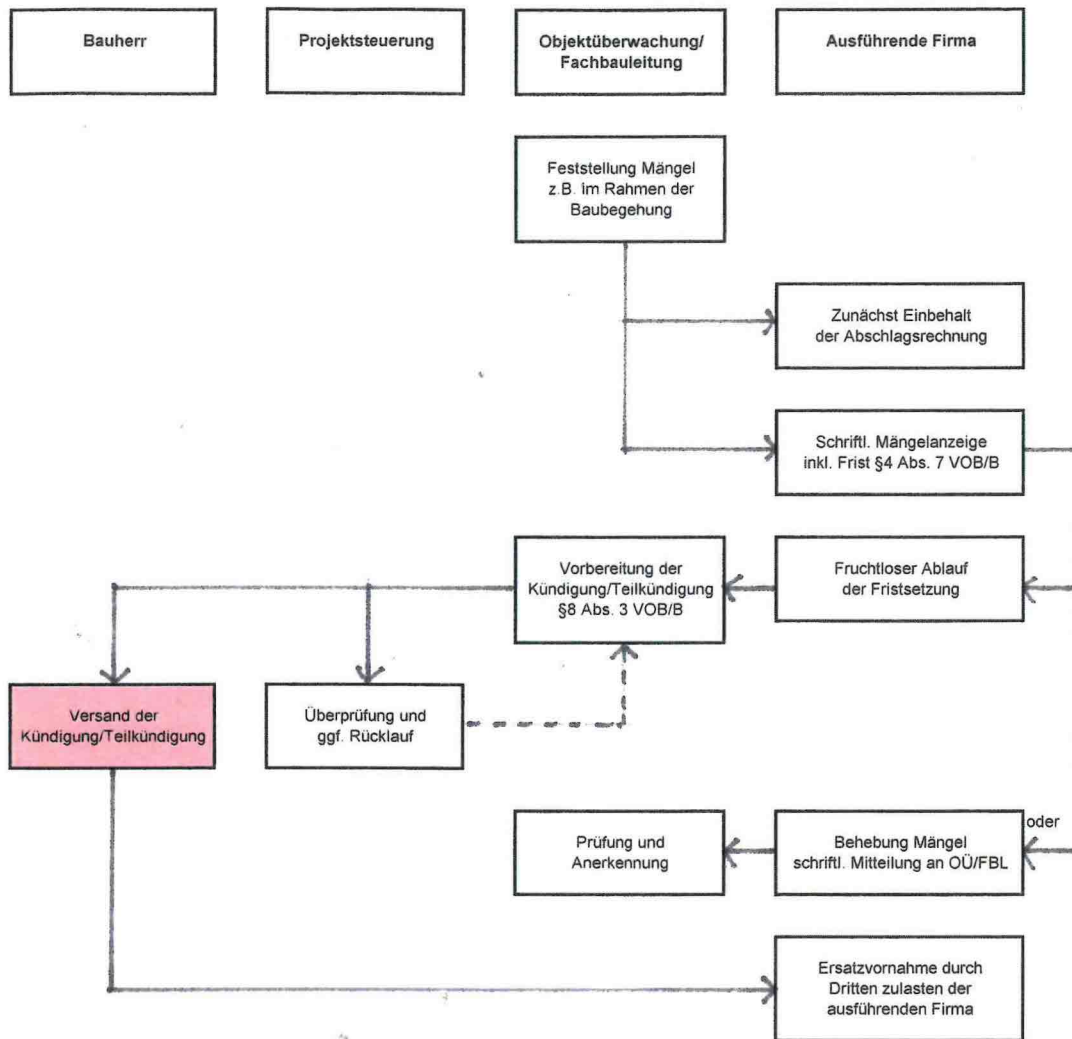 Bauherr
Projektsteuerung
Objektüberwachung/
Fachbauleitung
Ausführende Firma
Feststellung Mängel
z.B. im Rahmen der
Baubegehung
Zunächst Einbehalt
der Abschlagsrechnung
Schriftl. Mängelanzeige
inkl. Frist §4 Abs. 7 VOB/B
Vorbereitung der
Kündigung/Teilkündigung
§8 Abs. 3 VOB/B
Fruchtloser Ablauf
der Fristsetzung
Versand der
Kündigung/Teilkündigung
Überprüfung und
ggf. Rücklauf
Prüfung und
Anerkennung
Behebung Mängel
schriftl. Mitteilung an OÜ/FBL
oder
Ersatzvornahme durch
Dritten zulasten der
ausführenden Firma